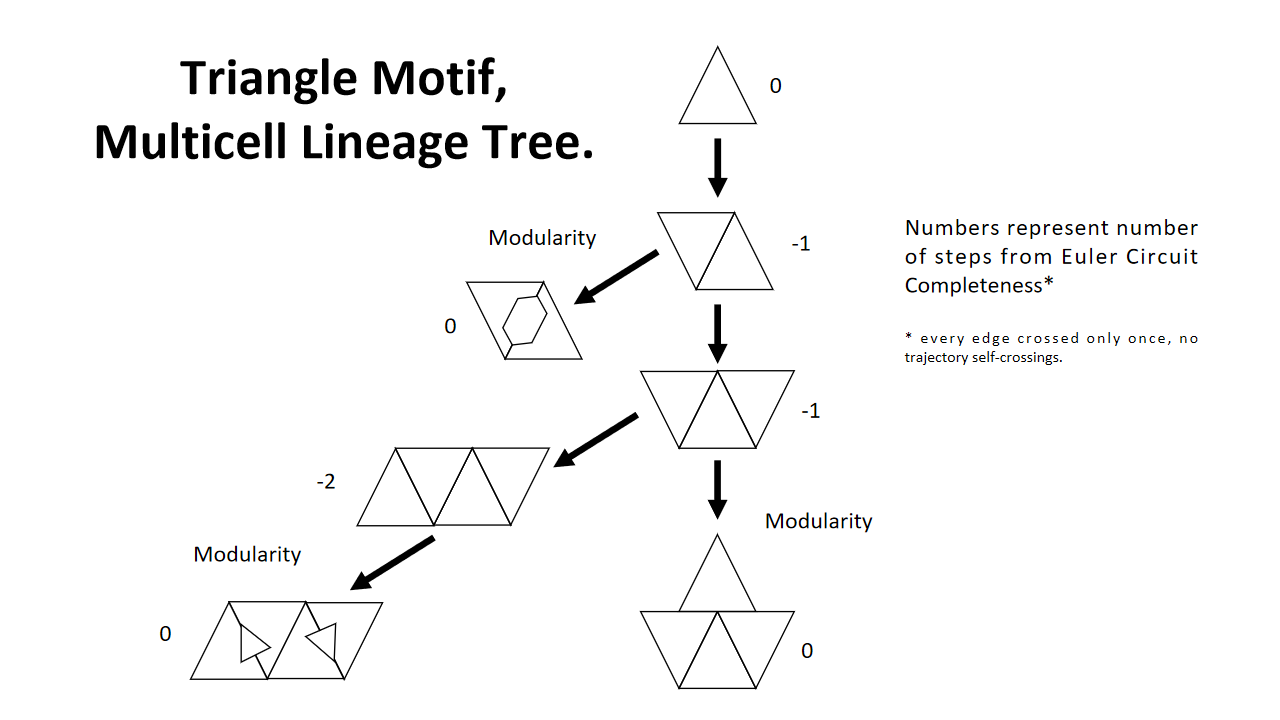 Triangle Motif,
Multicell Lineage Tree.
0
Modularity
-1
Numbers represent number
of steps from Euler Circuit
Completeness*
0
* every edge crossed only once, no
trajectory self-crossings.
-1
-2
Modularity
Modularity
0
0